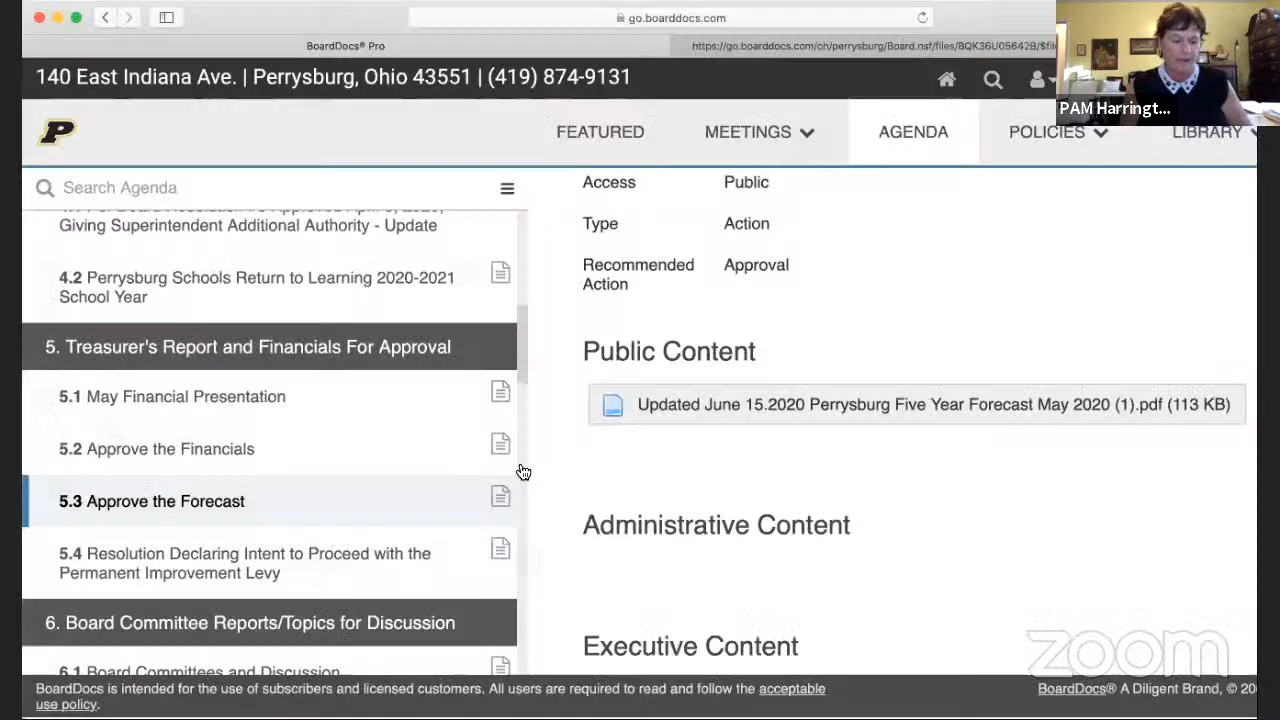 go.boarddocs.com
BoardDocs® Pro
https://go.boarddocs.com/oh/perrysburg/Board.nsf/files/BQK36U05642B/$fil
PAM Harringt...
140 East Indiana Ave. | Perrysburg, Ohio 43551 | (419) 874-9131
P
FEATURED
MEETINGS
AGENDA
POLICIES
LIBRARY
Search Agenda
Giving Superintendent Additional Authority - Update
4.2 Perrysburg Schools Return to Learning 2020-2021
School Year
5. Treasurer's Report and Financials For Approval
5.1 May Financial Presentation
5.2 Approve the Financials
5.3 Approve the Forecast
5.4 Resolution Declaring Intent to Proceed with the
Permanent Improvement Levy
6. Board Committee Reports/Topics for Discussion
6.1 Board Committees and Discussion
Access Public
Type Action
Recommended Approval
Action
Public Content
Updated June 15.2020 Perrysburg Five Year Forecast May 2020 (1).pdf (113 KB)
Administrative Content
Executive Content
zoom
BoardDocs is intended for the use of subscribers and licensed customers. All users are required to read and follow the acceptable
use policy.
BoardDocs® A Diligent Brand, © 20